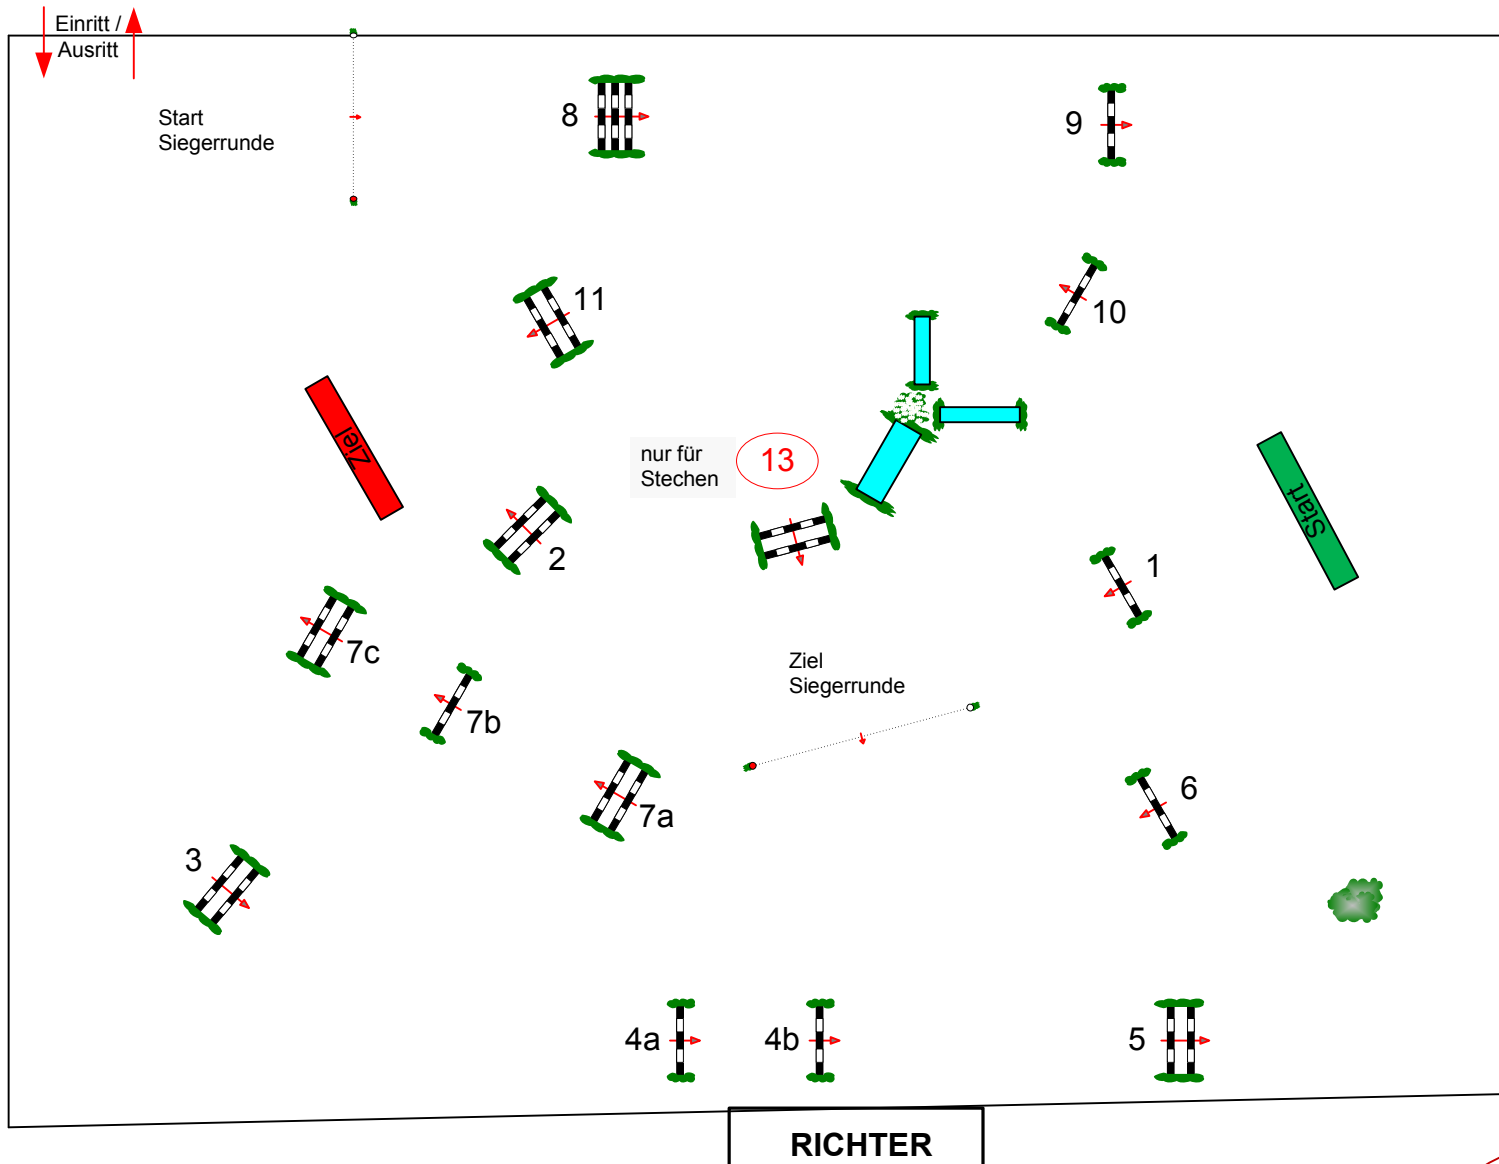 Einritt /
Ausritt
Start
Siegerrunde
8
9
11
10
Ziel
nur für
Stechen
13
Start
2
1
7c
Ziel
Siegerrunde
7b
7a
6
3
4a
4b
5
RICHTER